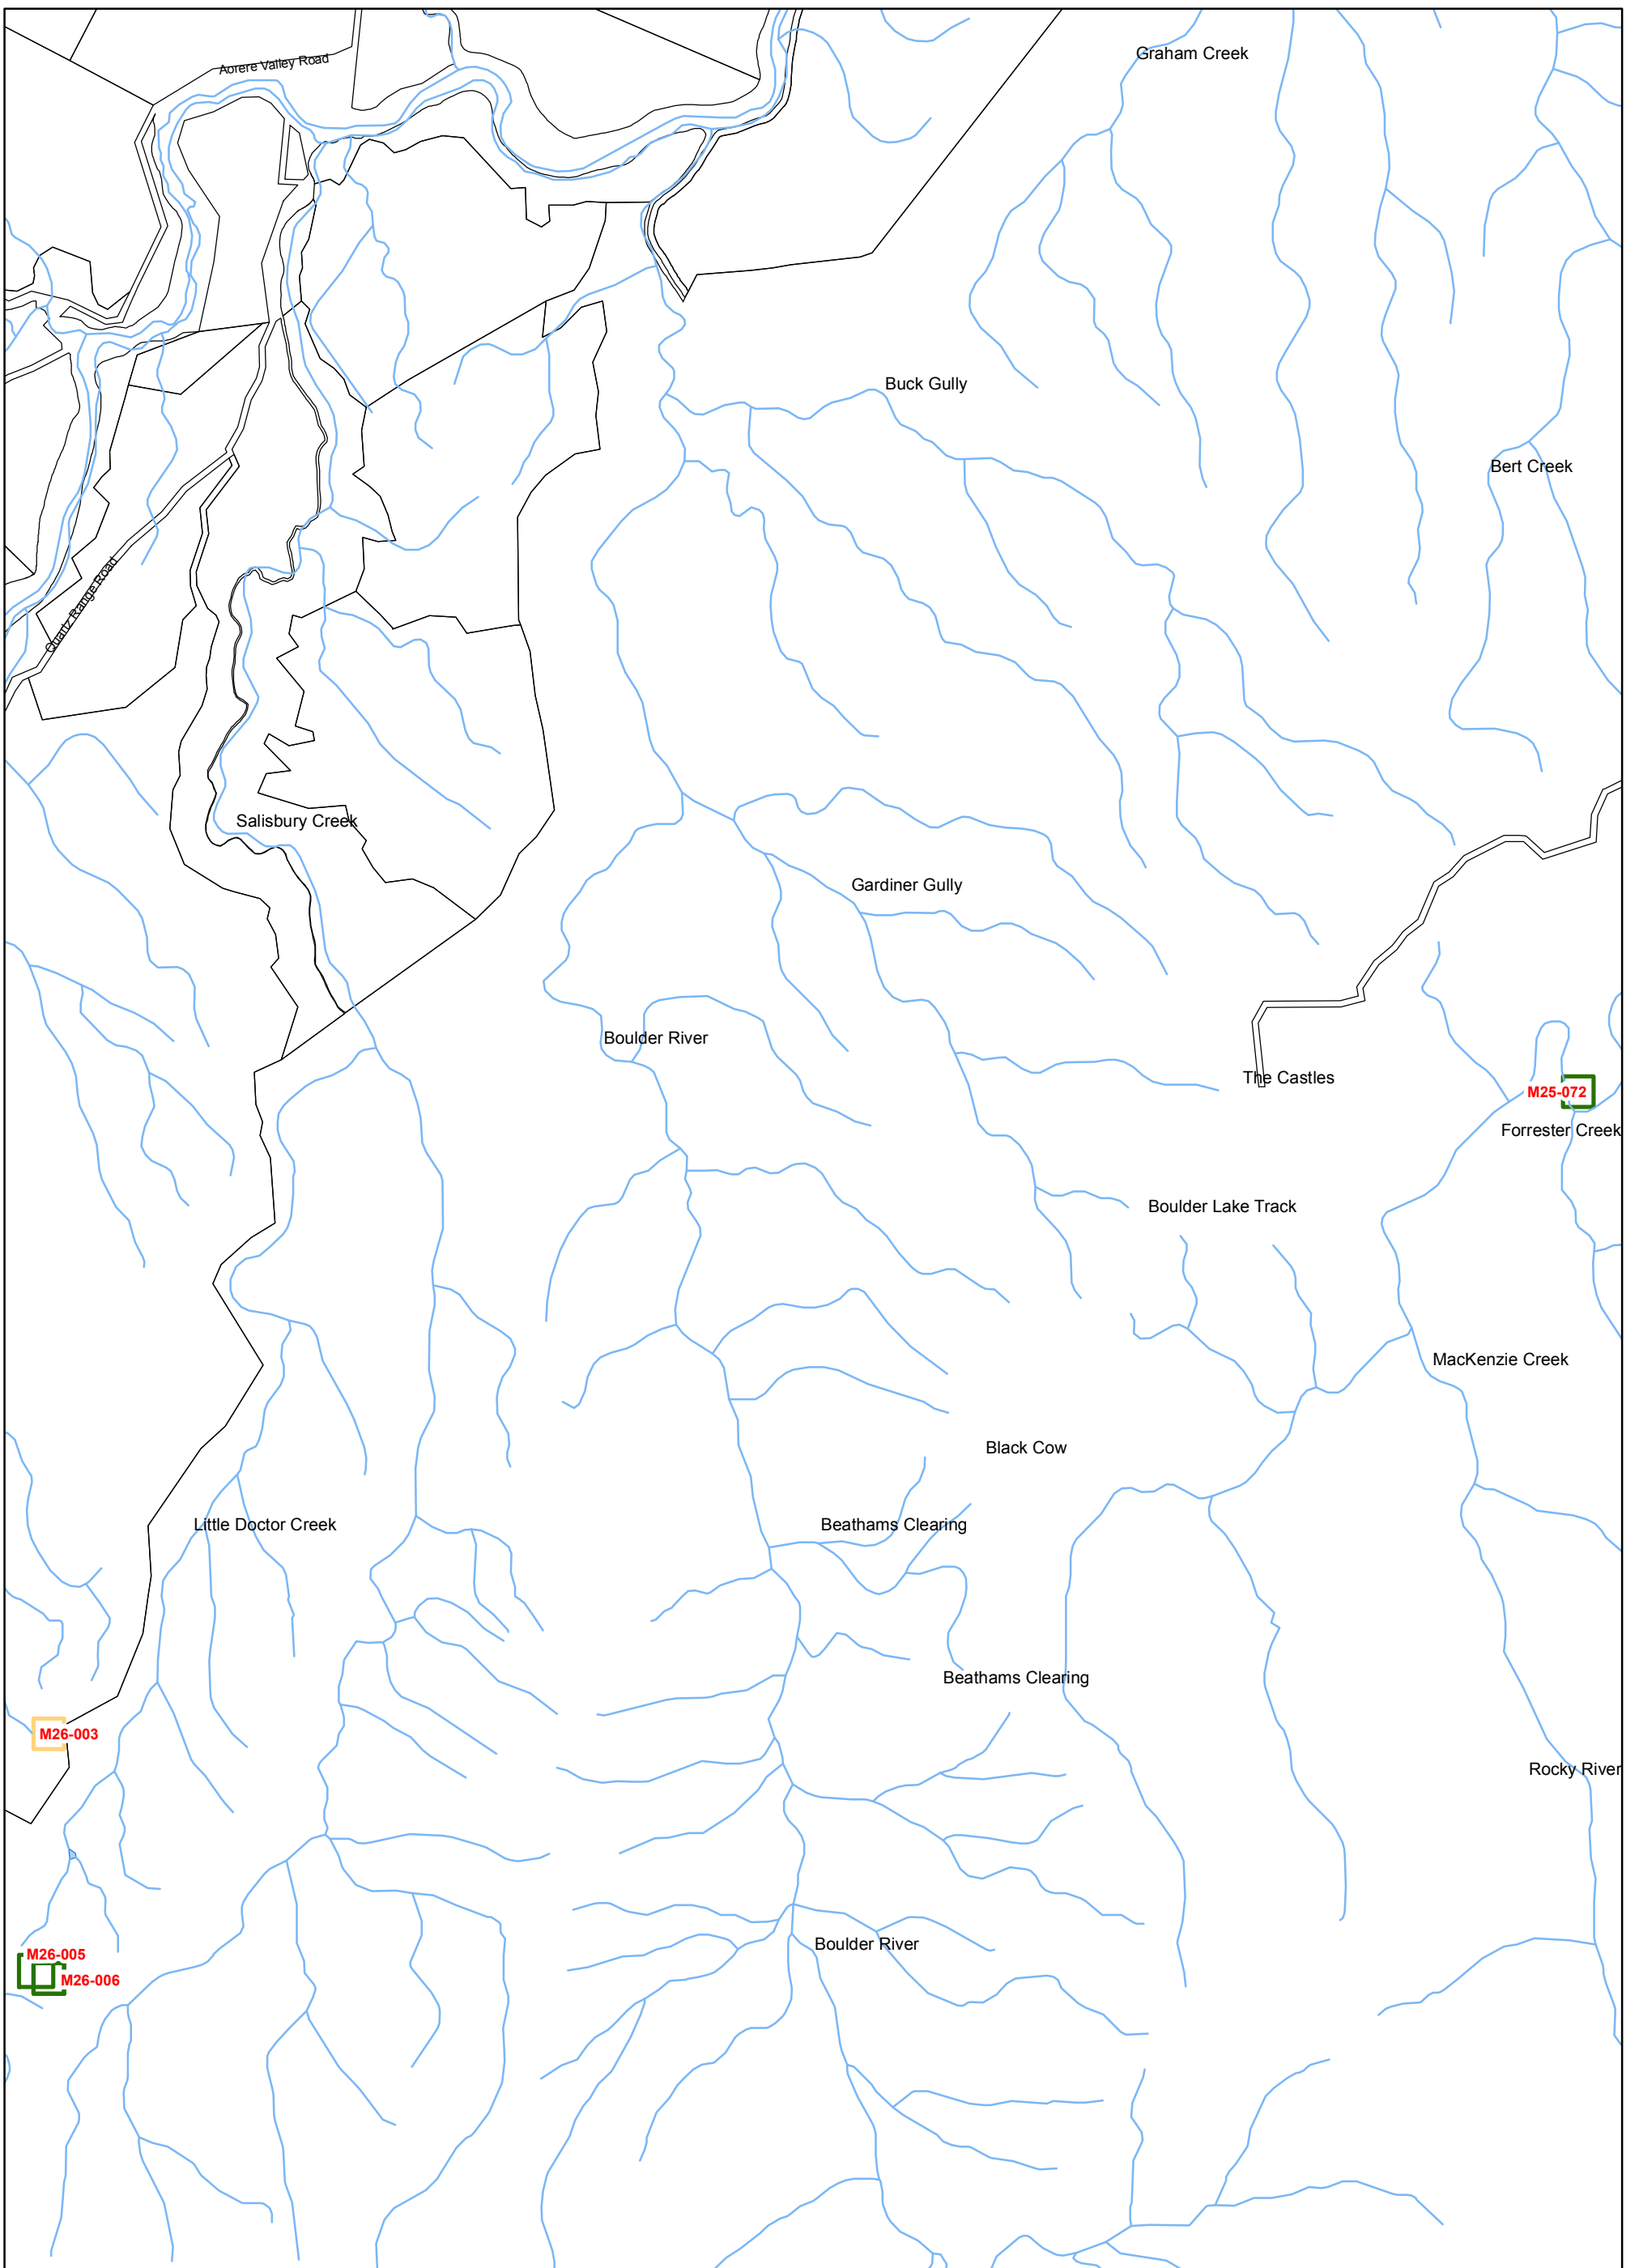 Graham Creek
Aorere Valley Road
Buck Gully
Bert Creek
Quartz Range Road
Salisbury Creek
Gardiner Gully
Boulder River
The Castles
M25-072
Forrester Creek
Boulder Lake Track
MacKenzie Creek
Black Cow
Little Doctor Creek
Beathams Clearing
Beathams Clearing
M26-003
Rocky River
Boulder River
M26-005
M26-006